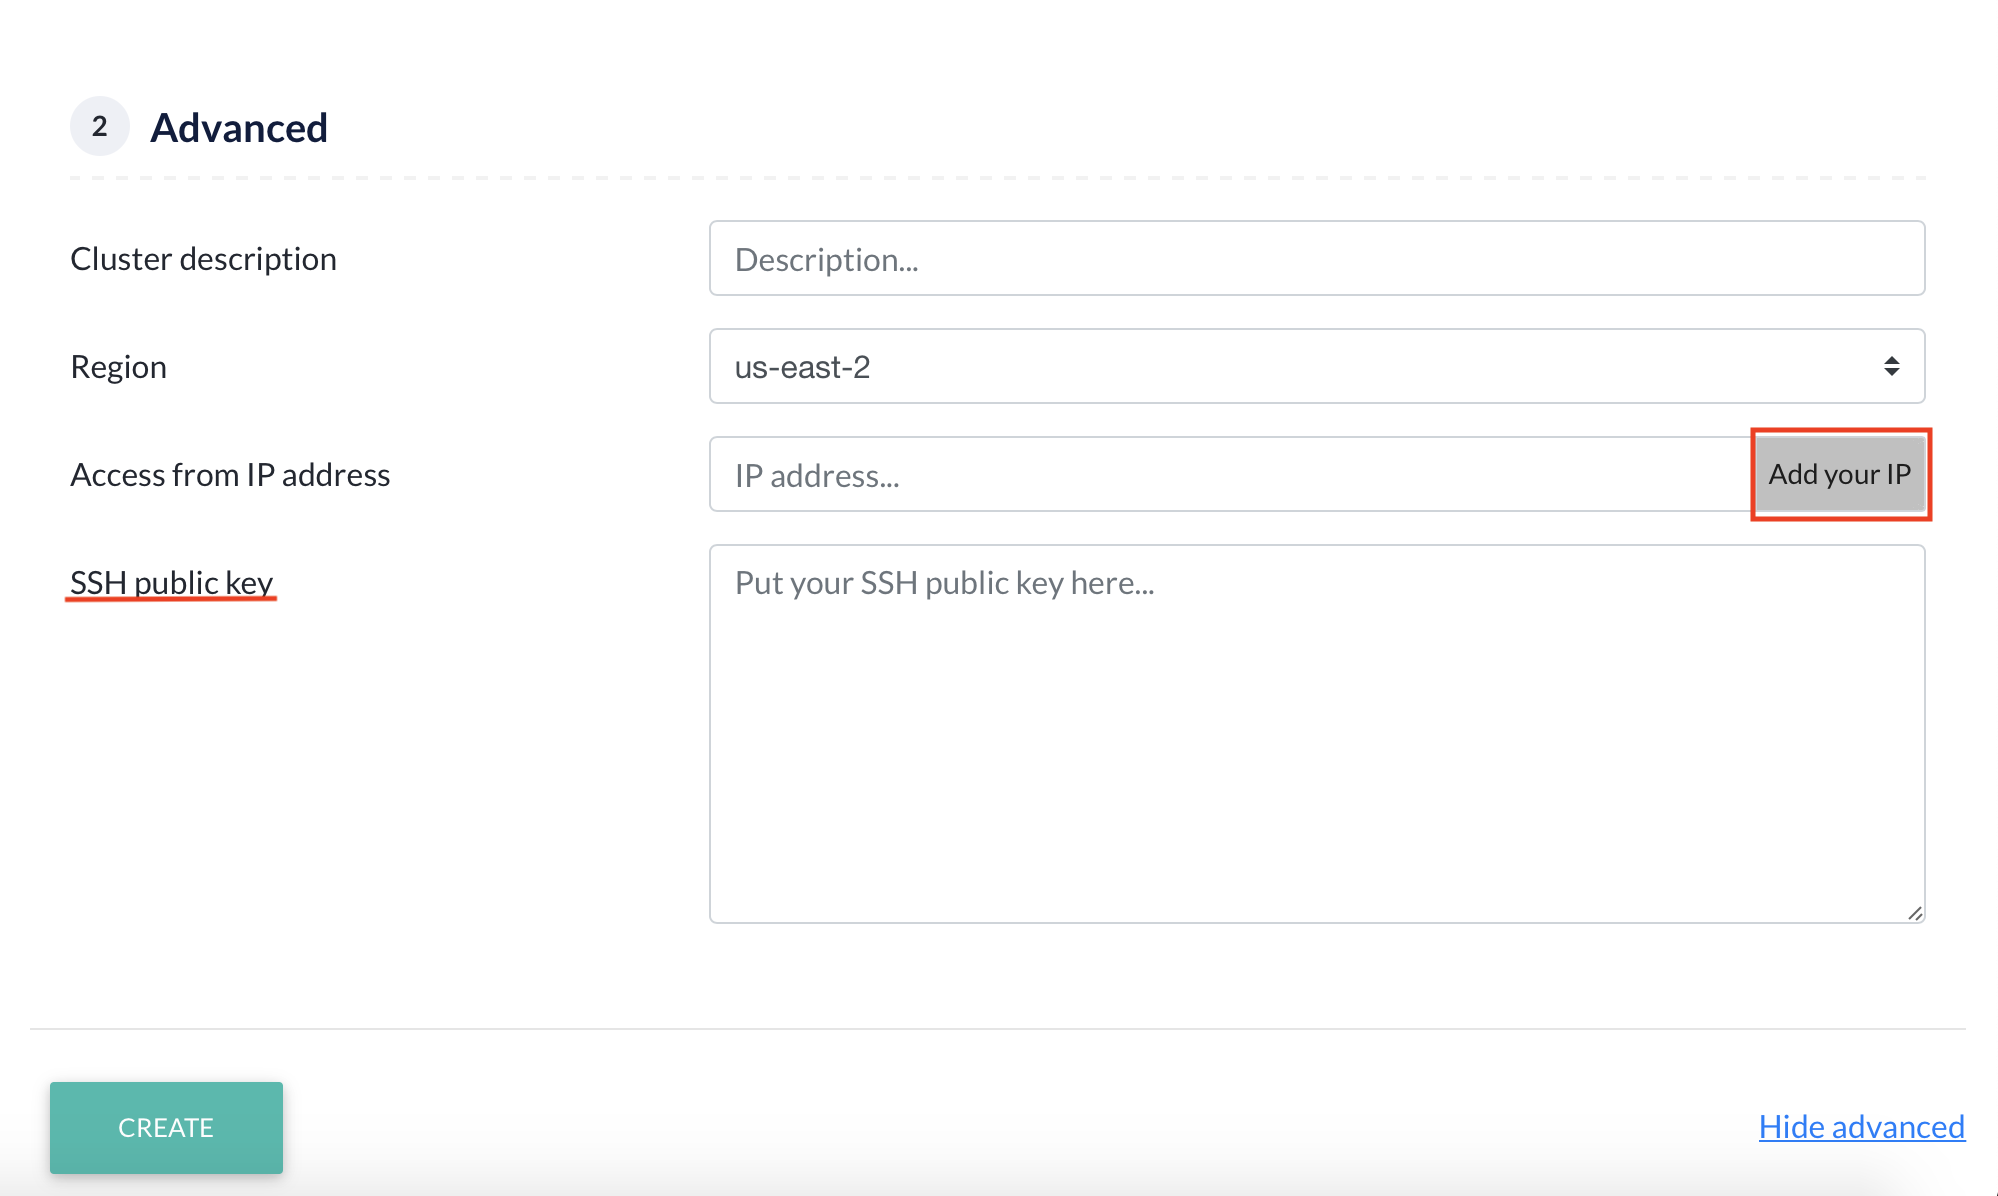 2 Advanced
Cluster description
Description...
Region
us-east-2
Access from IP address
IP address...
Add your IP
SSH public key
Put your SSH public key here...
CREATE
Hide advanced